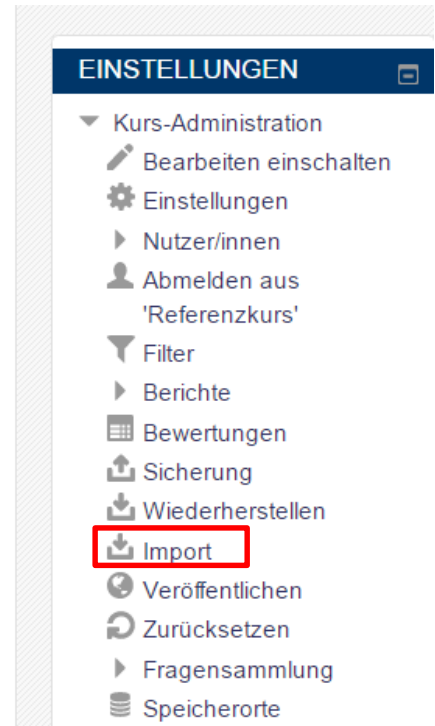 EINSTELLUNGEN
Kurs-Administration
Bearbeiten einschalten
Einstellungen
Nutzer/innen
Abmelden aus
'Referenzkurs'
Filter
Berichte
Bewertungen
Sicherung
Wiederherstellen
Import
Veröffentlichen
Zurücksetzen
Fragensammlung
Speicherorte